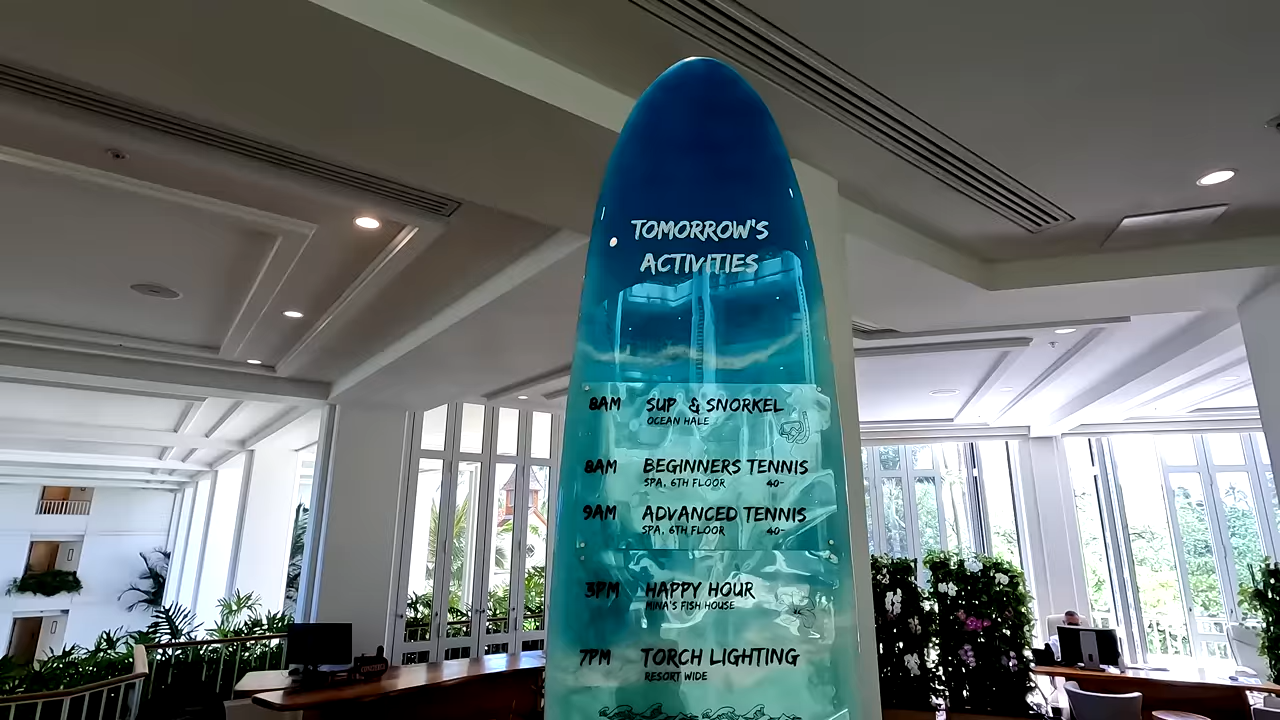 TOMORROW'S
ACTIVITIES
8AM SUP & SNORKEL
OCEAN HALE
8AM BEGINNERS TENNIS
SPA, 6TH FLOOR 40-
9AM ADVANCED TENNIS
SPA, 6TH FLOOR 40-
3PM HAPPY HOUR
MINA'S FISH HOUSE
7PM TORCH LIGHTING
RESORT WIDE